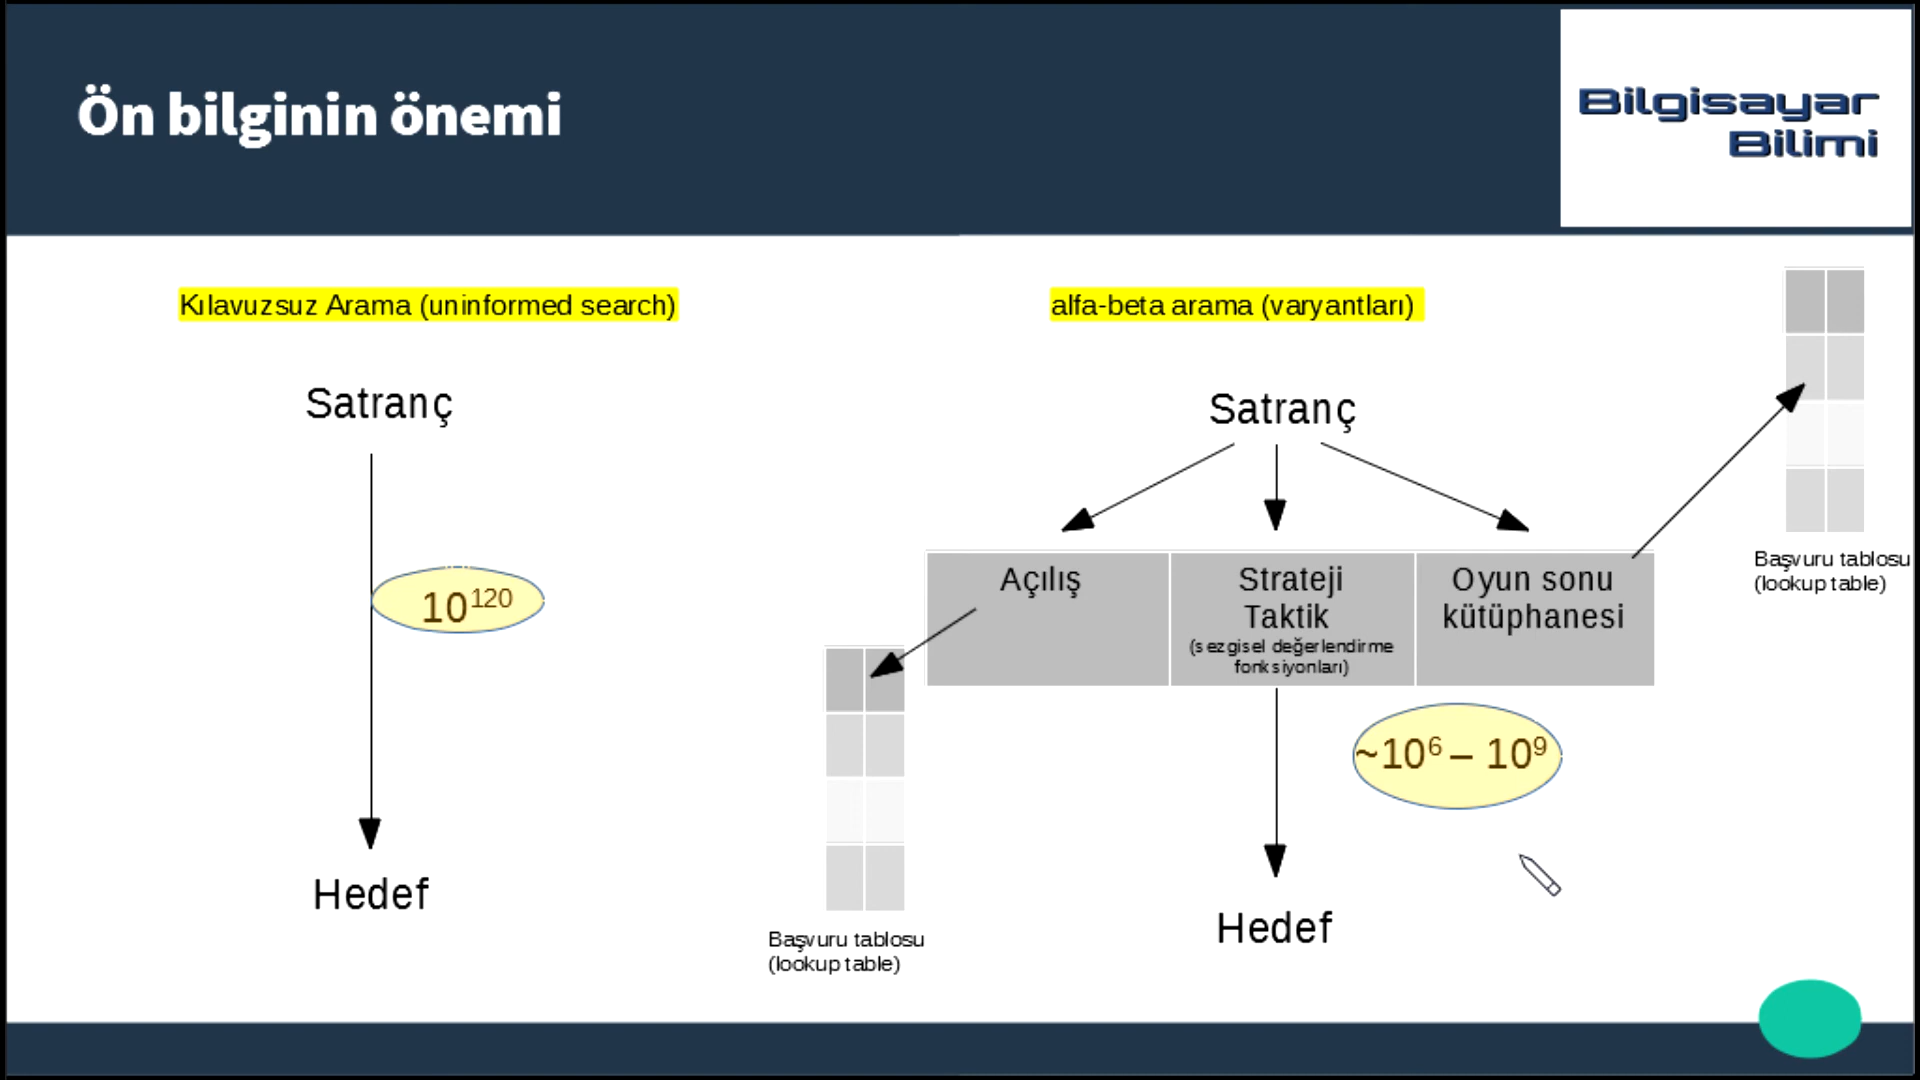 Ön bilginin önemi
Bilgisayar
Bilimi
Kılavuzsuz Arama (uninformed search)
Satranç
10¹²⁰
Hedef
alfa-beta arama (varyantları)
Satranç
Açılış
Strateji
Taktik
(sezgisel değerlendirme
fonksiyonları)
Oyun sonu
kütüphanesi
Başvuru tablosu
(lookup table)
~10⁶ – 10⁹
Hedef
Başvuru tablosu
(lookup table)